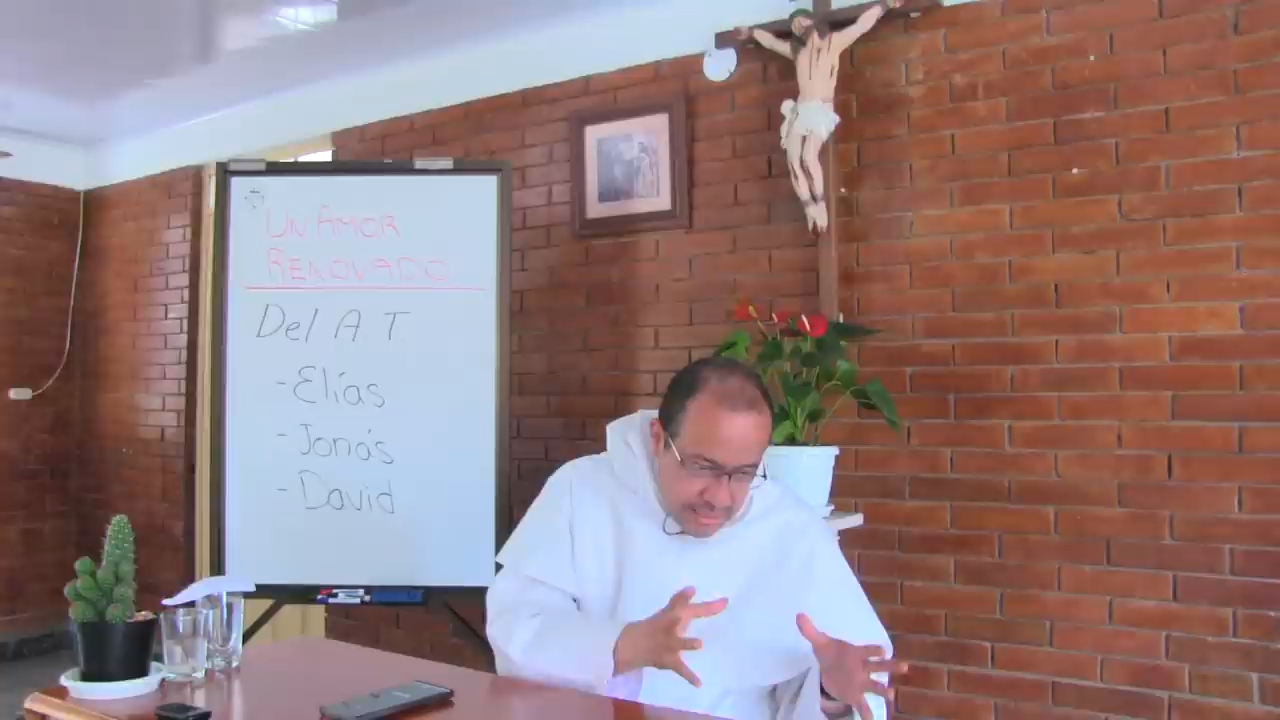 UN AMOR
RENOVADO
Del A T.
-Elías
-Jonás
-David